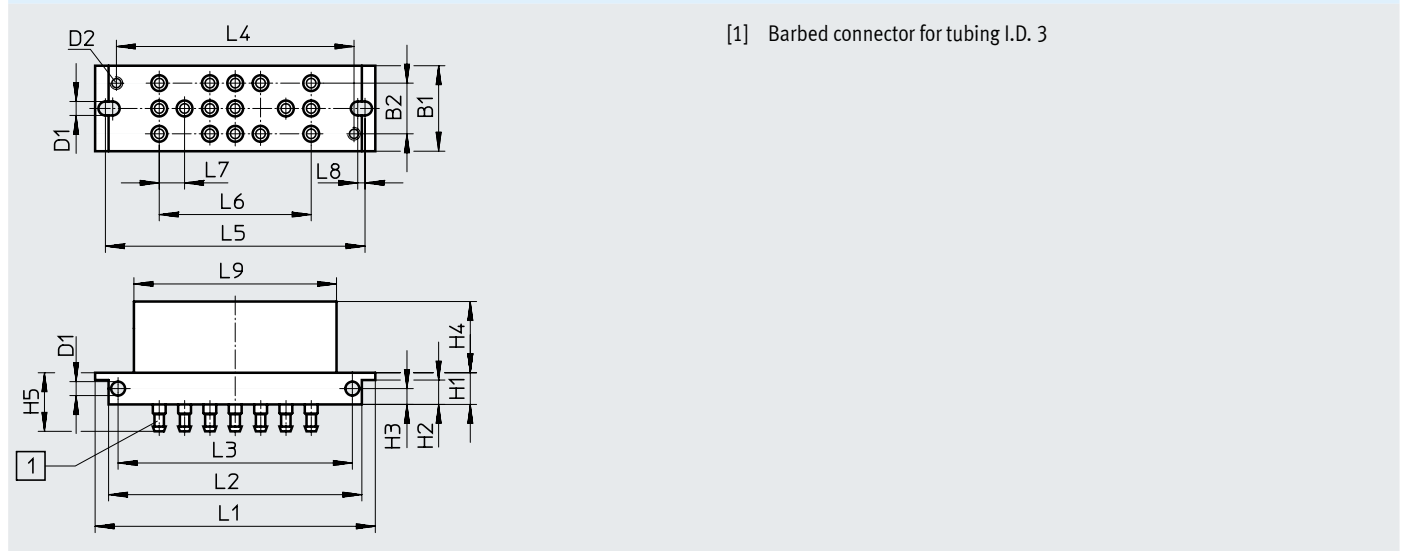 [1] Barbed connector for tubing I.D. 3
D2
L4
D1
B2
B1
L7
L8
L6
L5
L9
D1
H4
H5
H1
H3
H2
1
L3
L2
L1